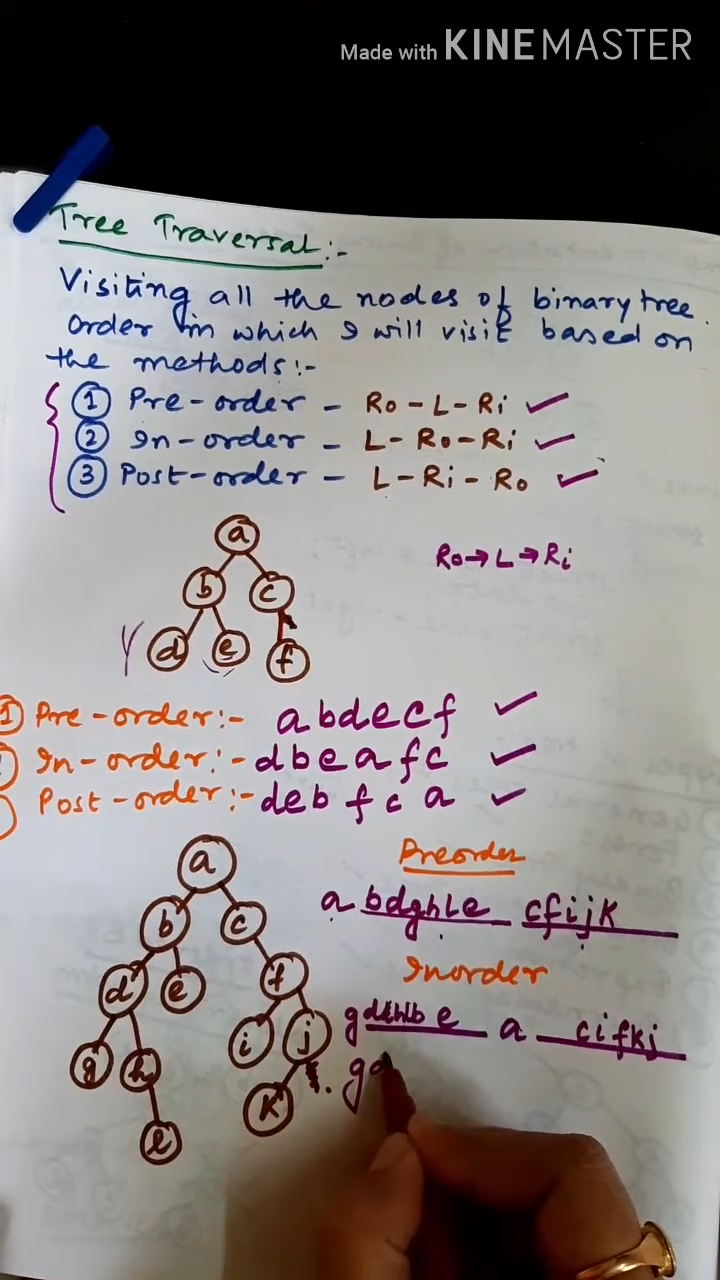 Made with KINEMASTER
Tree Traversal:-
Visiting all the nodes of binary tree.
Order in which I will visit based on
the methods:-
① Pre-order - Ro-L-Ri ✓
② In-order - L-Ro-Ri ✓
③ Post-order - L-Ri-Ro ✓
Ro→L→Ri
a
b c
d e f
① Pre-order:- abdecf ✓
In-order:- dbeafc ✓
Post-order:- debfca ✓
a
b c
d e f
g h i j
l k
Preorder
a bdghle cfijk
Inorder
g e a cifkj
g